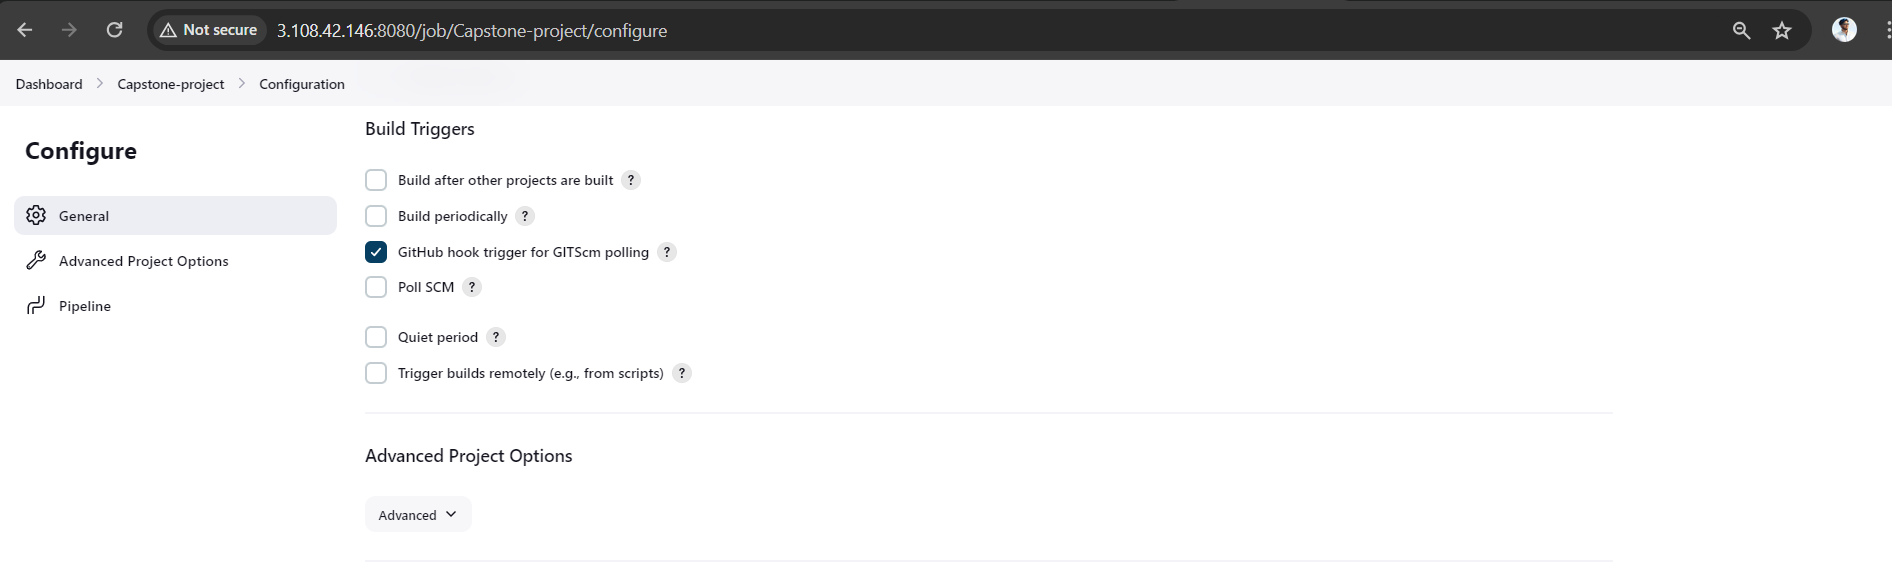 Not secure 3.108.42.146:8080/job/Capstone-project/configure
Dashboard > Capstone-project > Configuration
Configure
General
Advanced Project Options
Pipeline
Build Triggers
Build after other projects are built ?
Build periodically ?
GitHub hook trigger for GITScm polling ?
Poll SCM ?
Quiet period ?
Trigger builds remotely (e.g., from scripts) ?
Advanced Project Options
Advanced